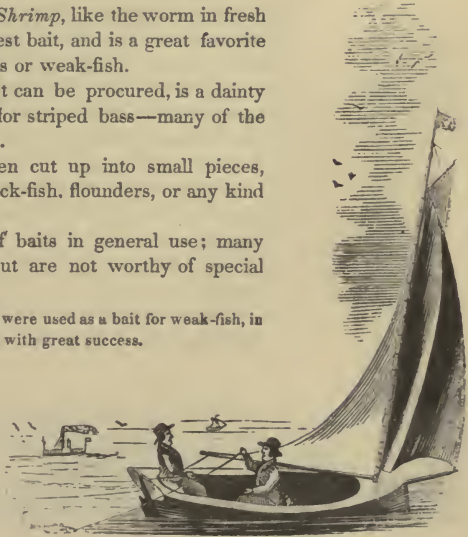 Shrimp, like the worm in fresh
est bait, and is a great favorite
s or weak-fish.
t can be procured, is a dainty
for striped bass—many of the
.
en cut up into small pieces,
ck-fish, flounders, or any kind
f baits in general use; many
ut are not worthy of special
were used as a bait for weak-fish, in
with great success.